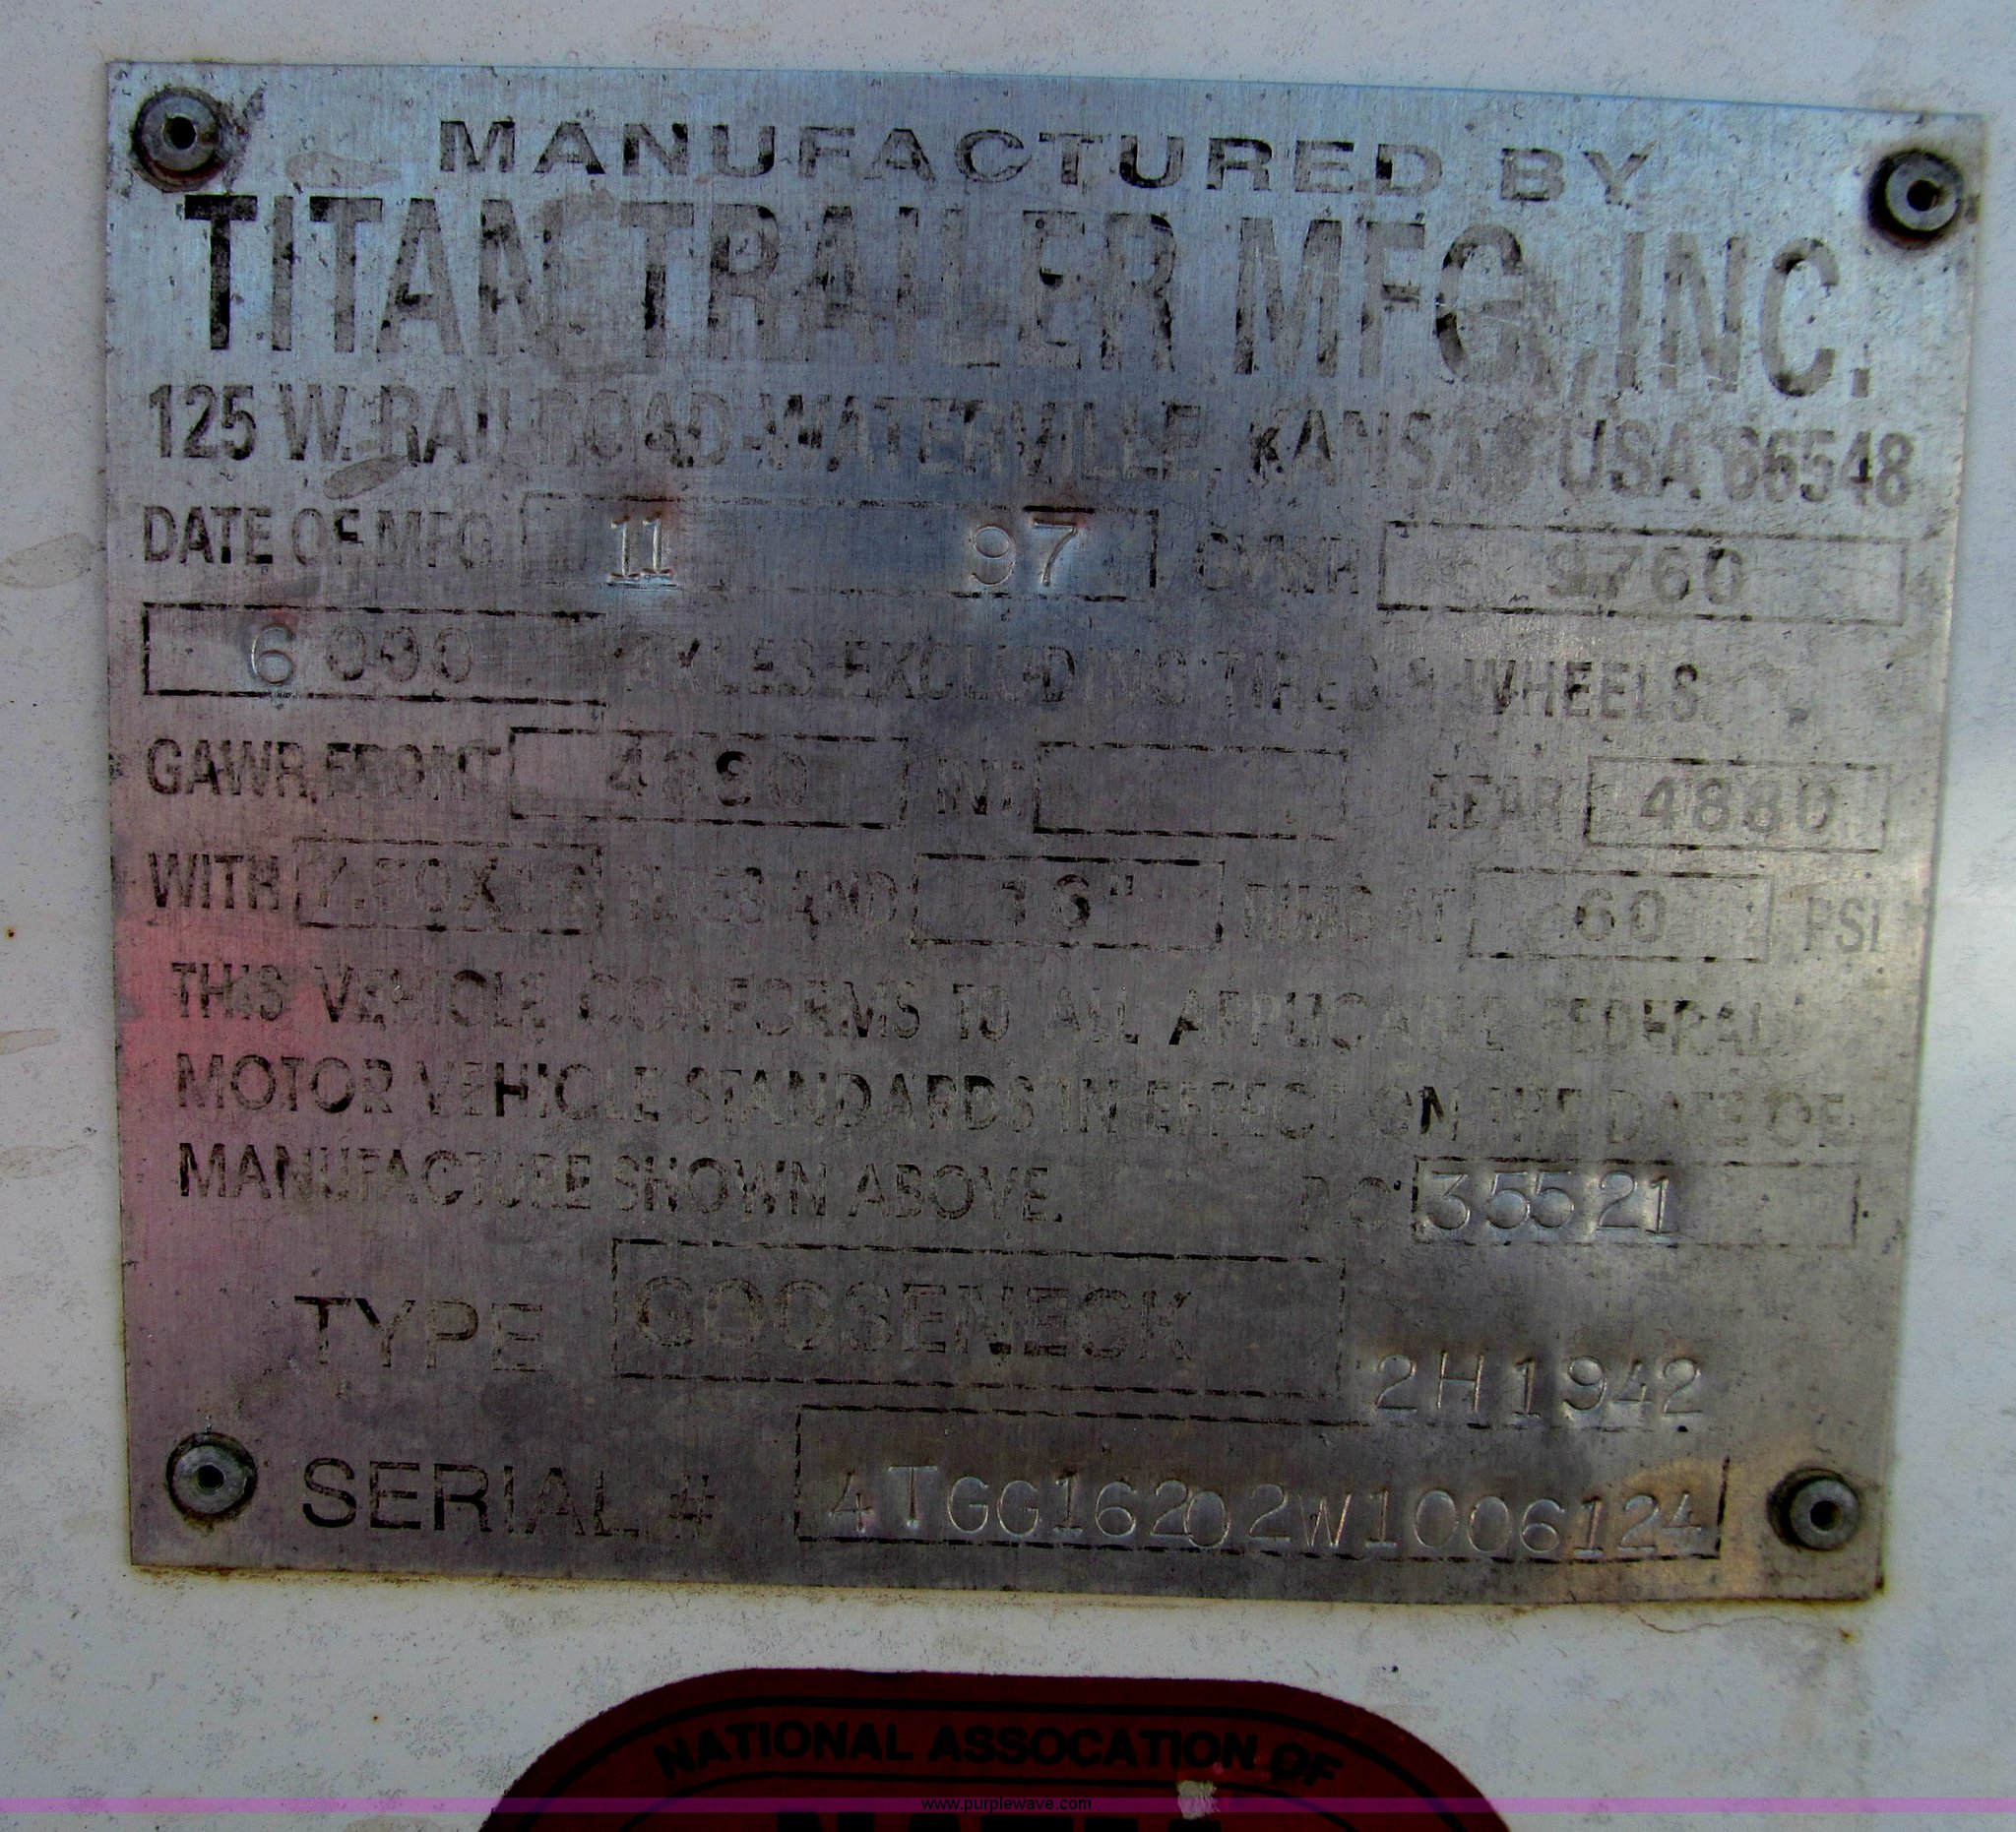 MANUFACTURED BY
TITAN TRAILER MFG., INC.
125 W. RAILROAD-WATERVILLE, KANSAS USA 66548
DATE OF MFG. 11 97 GVWR 9760
6000 AXLES EXCLUDING TIRES & WHEELS
GAWR, FRONT 4880 INT. REAR 4880
WITH TIRES AND 16" RIMS AT 60 PSI
THIS VEHICLE CONFORMS TO ALL APPLICABLE FEDERAL
MOTOR VEHICLE STANDARDS IN EFFECT ON THE DATE OF
MANUFACTURE SHOWN ABOVE. 35521
TYPE GOOSENECK
2H1942
SERIAL # 4TGG16202W1006124
NATIONAL ASSOCATION OF
www.purplewave.com